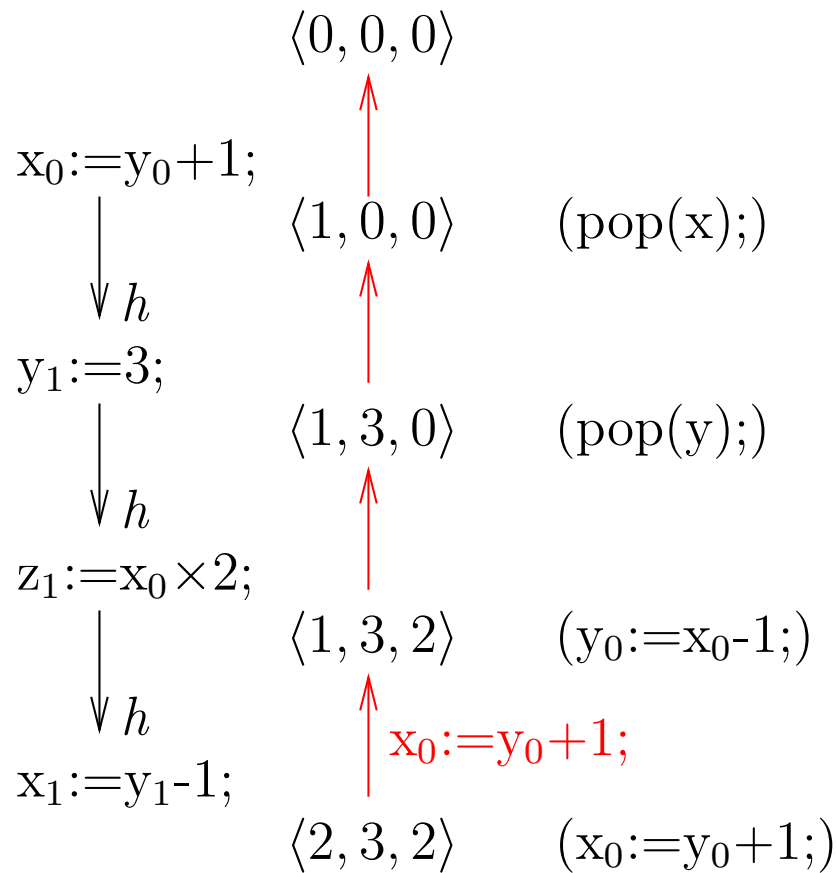 ⟨0, 0, 0⟩
x₀:=y₀+1;
⟨1, 0, 0⟩ (pop(x);)
h
y₁:=3;
⟨1, 3, 0⟩ (pop(y);)
h
z₁:=x₀×2;
⟨1, 3, 2⟩ (y₀:=x₀-1;)
h
x₀:=y₀+1;
x₁:=y₁-1;
⟨2, 3, 2⟩ (x₀:=y₀+1;)